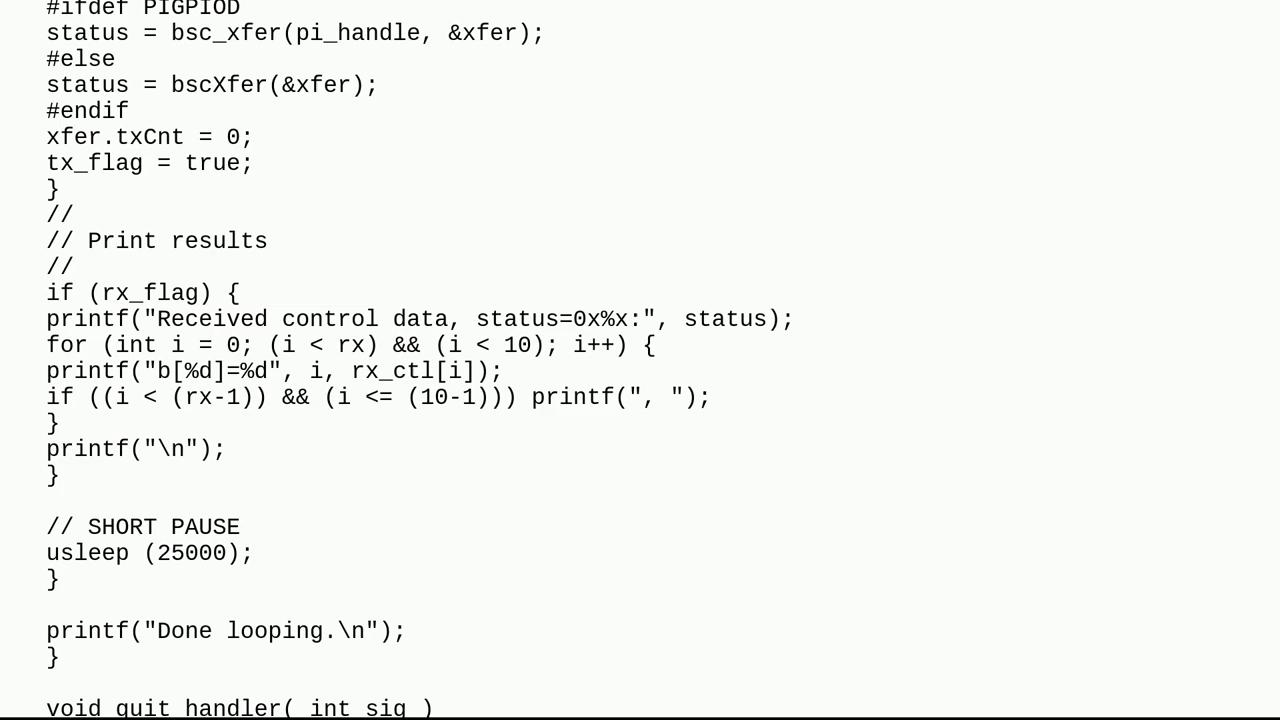 #ifdef PIGPIOD
status = bsc_xfer(pi_handle, &xfer);
#else
status = bscXfer(&xfer);
#endif
xfer.txCnt = 0;
tx_flag = true;
}
//
// Print results
//
if (rx_flag) {
printf("Received control data, status=0x%x:", status);
for (int i = 0; (i < rx) && (i < 10); i++) {
printf("b[%d]=%d", i, rx_ctl[i]);
if ((i < (rx-1)) && (i <= (10-1))) printf(", ");
}
printf("\n");
}

// SHORT PAUSE
usleep (25000);
}

printf("Done looping.\n");
}

void quit_handler( int sig )